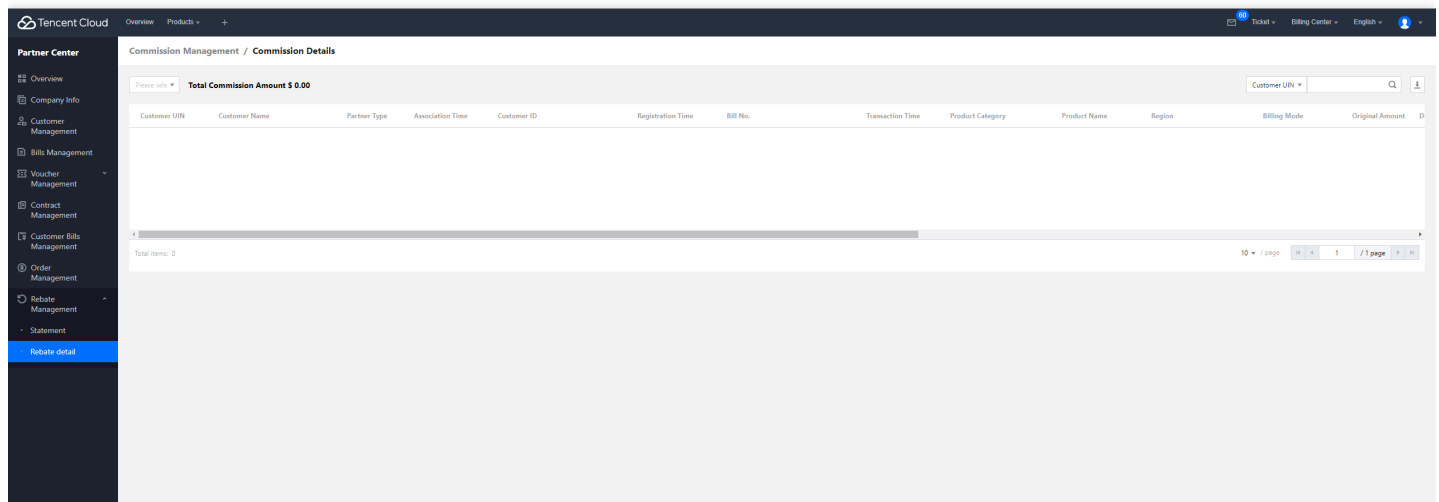 Tencent Cloud Overview Products + 60 Ticket Billing Center English
Partner Center
Overview
Company Info
Customer
Management
Bills Management
Voucher
Management
Contract
Management
Customer Bills
Management
Order
Management
Rebate
Management
Statement
Rebate detail
Commission Management / Commission Details
Please sele Total Commission Amount $ 0.00 Customer UIN
Customer UIN Customer Name Partner Type Association Time Customer ID Registration Time Bill No. Transaction Time Product Category Product Name Region Billing Mode Original Amount D
Total items: 0 10 / page 1 / 1 page